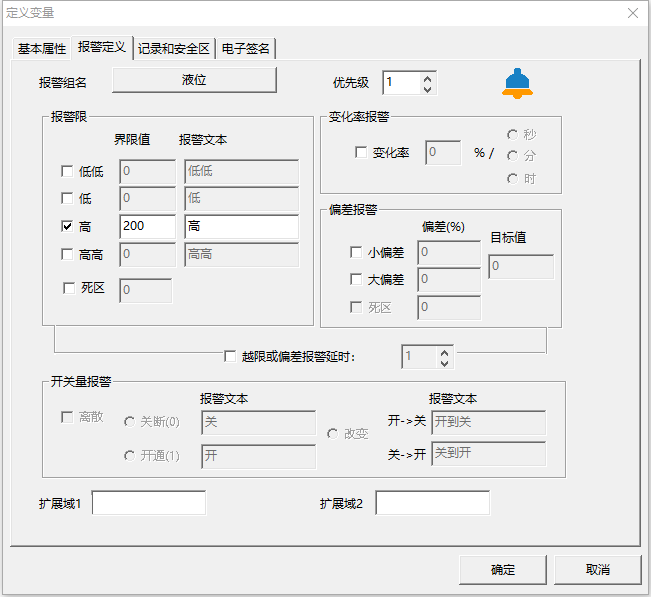 定义变量
基本属性 报警定义 记录和安全区 电子签名
报警组名 液位 优先级 1
报警限
界限值 报警文本
低低 0 低低
低 0 低
高 200 高
高高 0 高高
死区 0
变化率报警
变化率 0 % / 秒
分
时
偏差报警
偏差(%) 目标值
小偏差 0 0
大偏差 0
死区 0
越限或偏差报警延时： 1
开关量报警
报警文本 报警文本
离散 关断(0) 关 改变 开->关 开到关
开通(1) 开 关->开 关到开
扩展域1 扩展域2
确定 取消